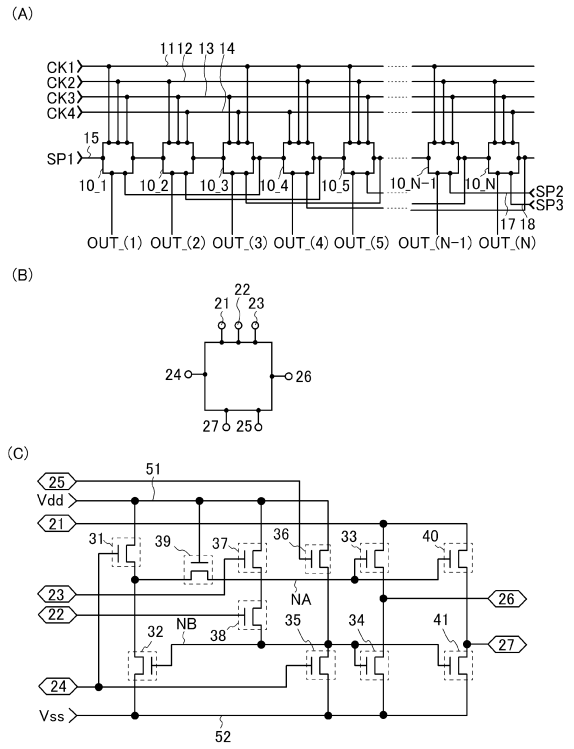 (A)
11 12 13 14
CK1
CK2
CK3
CK4
15
SP1
10_1 10_2 10_3 10_4 10_5 10_N-1 10_N
SP2
SP3
17 18
OUT_(1) OUT_(2) OUT_(3) OUT_(4) OUT_(5) OUT_(N-1) OUT_(N)
(B)
21 22 23
24 26
27 25
(C)
25 51
Vdd
21
31 39 37 36 33 40
23 NA
26
22
NB 38
32 35 34 41
27
24
Vss
52